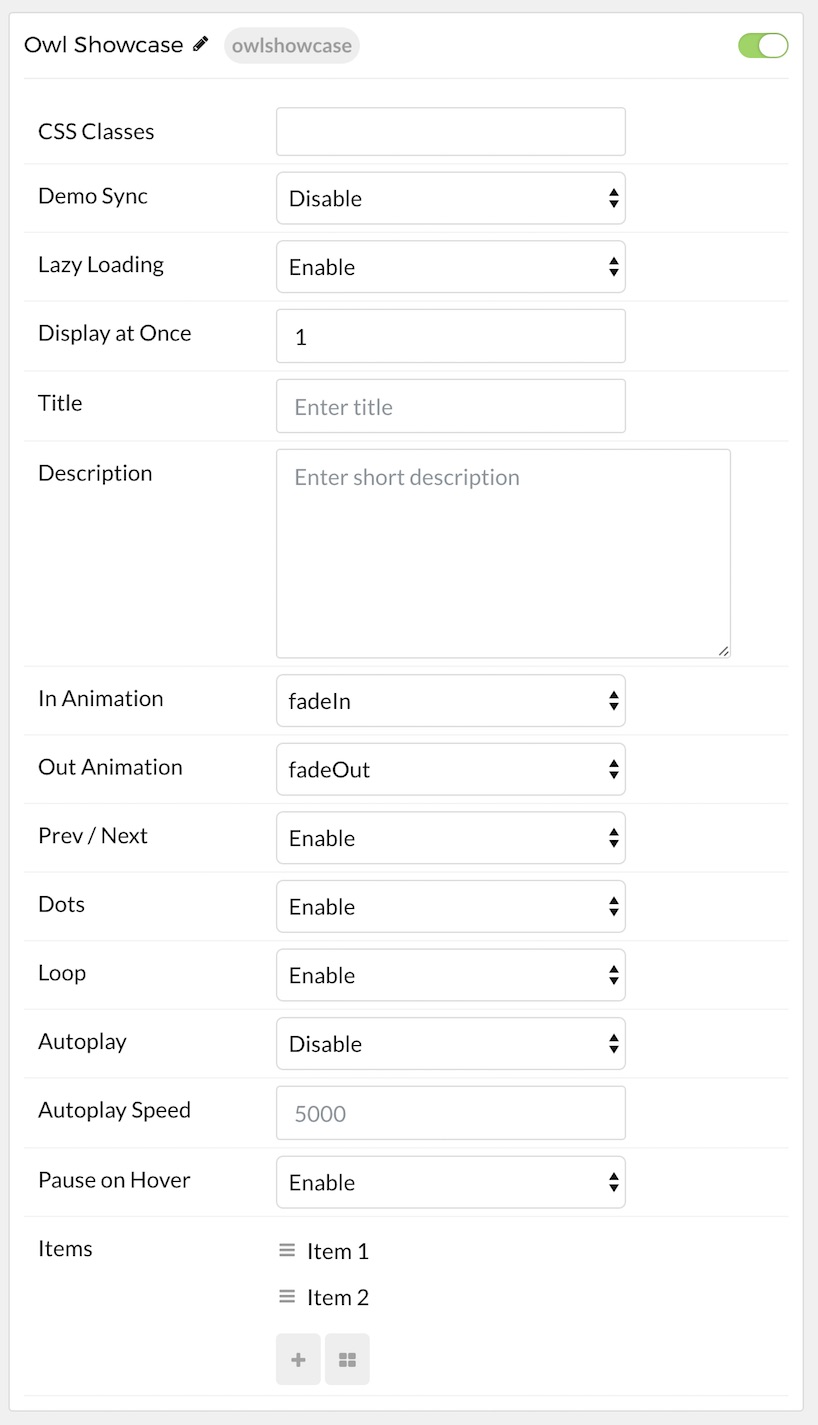 Owl Showcase owlshowcase
CSS Classes
Demo Sync Disable
Lazy Loading Enable
Display at Once 1
Title Enter title
Description Enter short description
In Animation fadeIn
Out Animation fadeOut
Prev / Next Enable
Dots Enable
Loop Enable
Autoplay Disable
Autoplay Speed 5000
Pause on Hover Enable
Items Item 1
Item 2